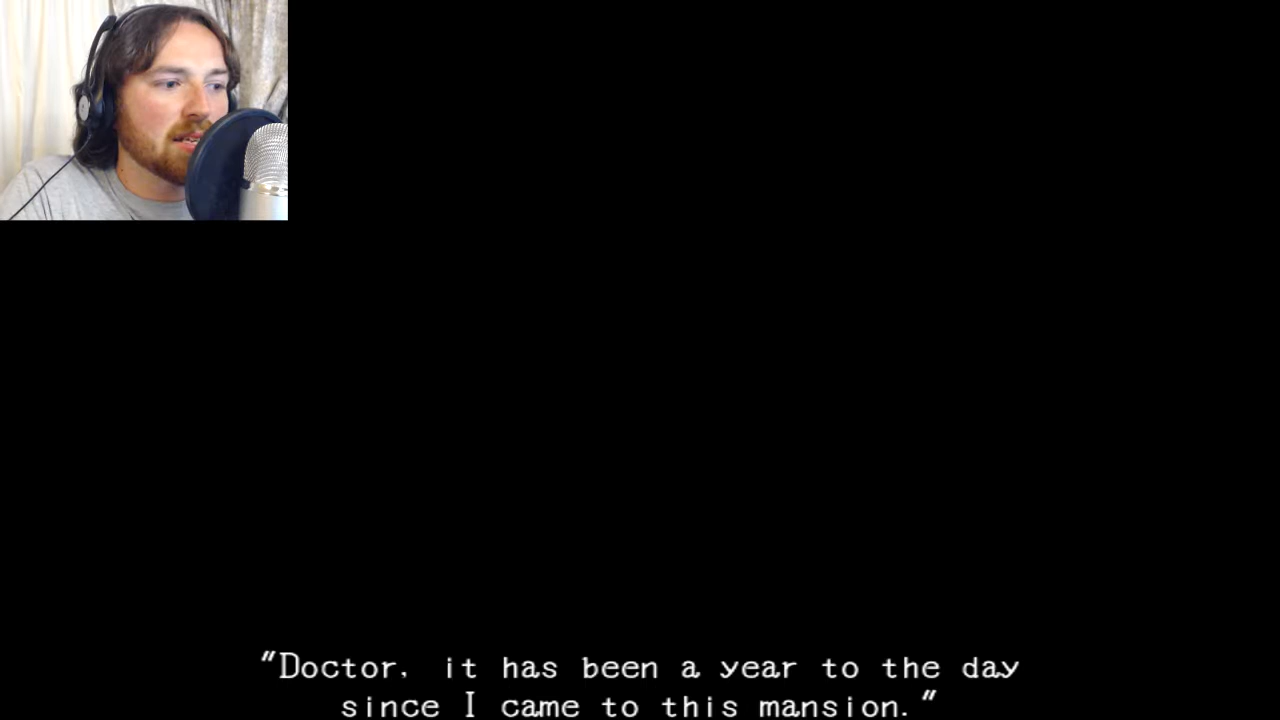 "Doctor, it has been a year to the day
since I came to this mansion."